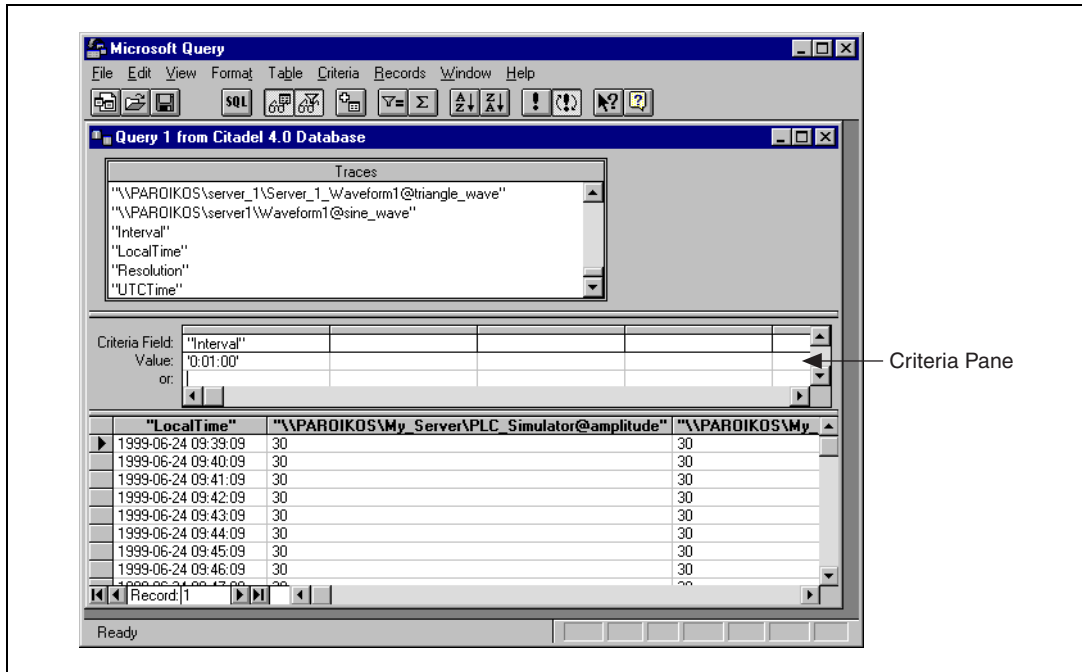 Microsoft Query
File Edit View Format Table Criteria Records Window Help
SQL
Query 1 from Citadel 4.0 Database
Traces
"\\PAROIKOS\server_1\Server_1_Waveform1@triangle_wave"
"\\PAROIKOS\server1\Waveform1@sine_wave"
"Interval"
"LocalTime"
"Resolution"
"UTCTime"
Criteria Field: "Interval"
Value: '0:01:00'
or:
Criteria Pane
"LocalTime" "\\PAROIKOS\My_Server\PLC_Simulator@amplitude" "\\PAROIKOS\My_
1999-06-24 09:39:09 30 30
1999-06-24 09:40:09 30 30
1999-06-24 09:41:09 30 30
1999-06-24 09:42:09 30 30
1999-06-24 09:43:09 30 30
1999-06-24 09:44:09 30 30
1999-06-24 09:45:09 30 30
1999-06-24 09:46:09 30 30
Record: 1
Ready